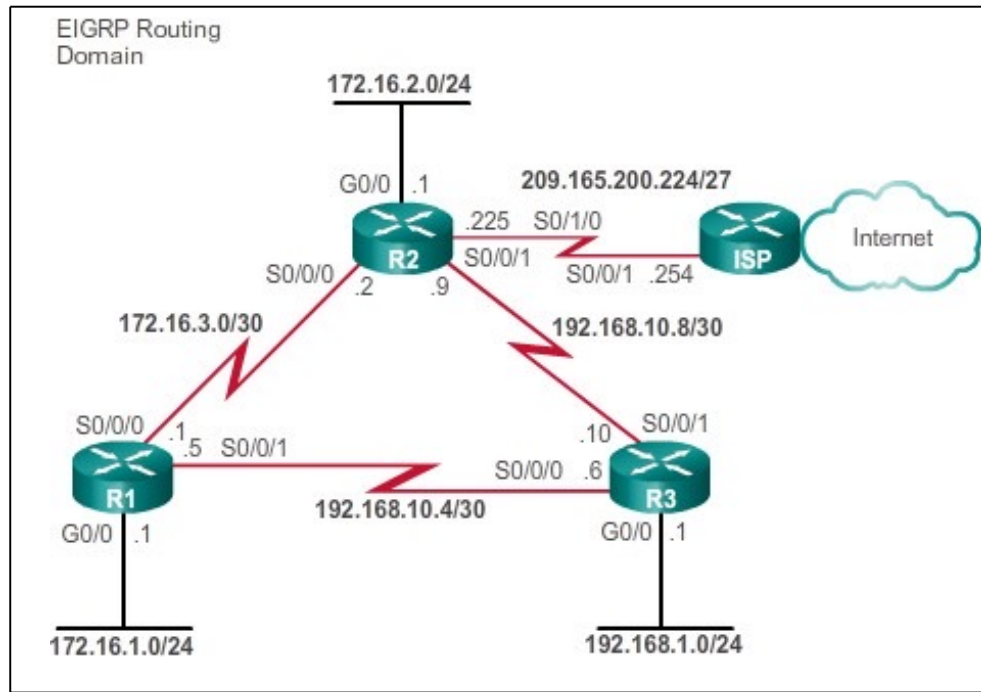 EIGRP Routing
Domain
172.16.2.0/24
G0/0 .1
209.165.200.224/27
.225 S0/1/0
Internet
R2
S0/0/1
S0/0/1 .254
ISP
S0/0/0
.2 .9
172.16.3.0/30
192.168.10.8/30
S0/0/0 .1
.5 S0/0/1
.10 S0/0/1
S0/0/0 .6
R1
R3
192.168.10.4/30
G0/0 .1
G0/0 .1
172.16.1.0/24
192.168.1.0/24